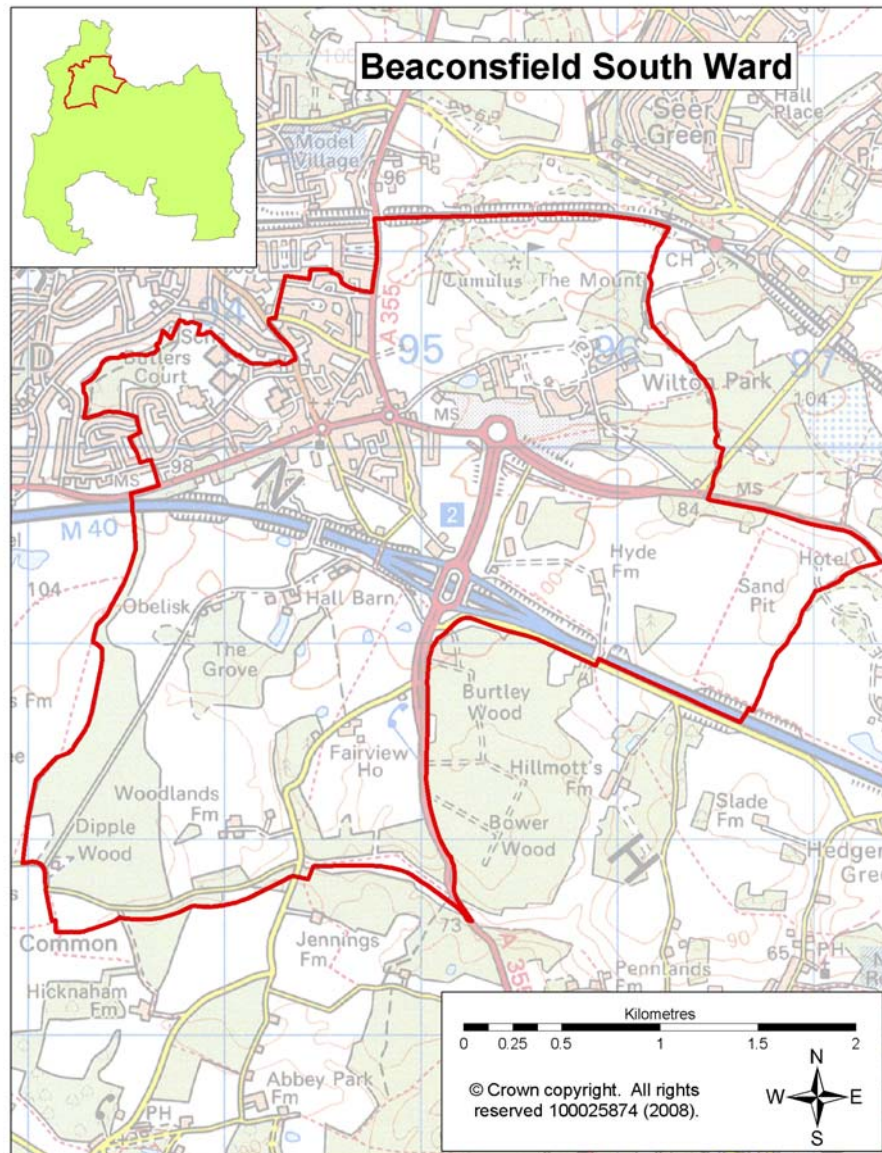 Beaconsfield South Ward
Hall
Place
Seer
Green
Model
Village
96
CH
Tumulus
The Mount
A 355
94
95
96
97
Butlers
Court
Wilton Park
104
MS
98
MS
MS
84
N
M 40
2
Hyde
Fm
Hotel
Sand
Pit
104
Obelisk
Hall Barn
The
Grove
Burtley
Wood
Fairview
Ho
Hillmott's
Fm
Woodlands
Fm
Slade
Fm
Dipple
Wood
Bower
Wood
H
Common
73
A 355
90
Jennings
Fm
65
PH
Hicknaham
Fm
Pennlands
Fm
Abbey Park
Fm
PH
Kilometres
0 0.25 0.5 1 1.5 2
© Crown copyright. All rights
reserved 100025874 (2008).
N
W E
S